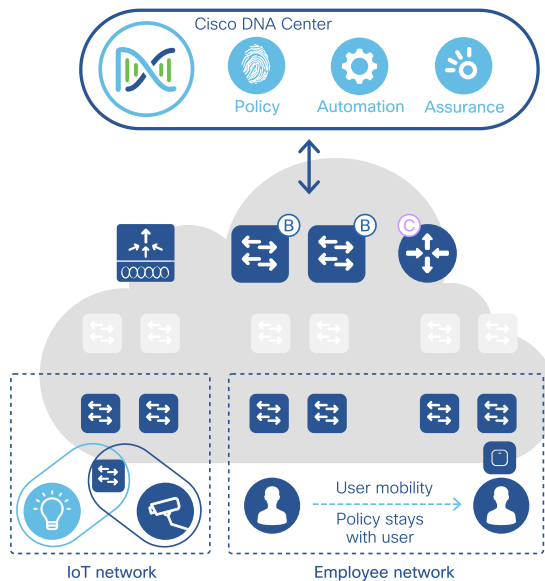 Cisco DNA Center
Policy
Automation
Assurance
B
B
C
User mobility
Policy stays
with user
IoT network
Employee network